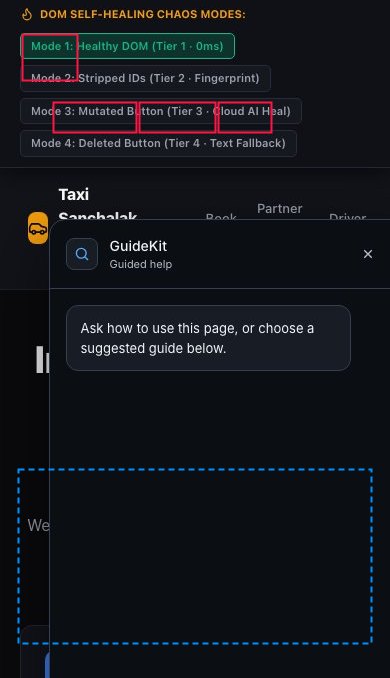 DOM SELF-HEALING CHAOS MODES:
Mode 1: Healthy DOM (Tier 1 · 0ms)
Mode 2: Stripped IDs (Tier 2 · Fingerprint)
Mode 3: Mutated Button (Tier 3 · Cloud AI Heal)
Mode 4: Deleted Button (Tier 4 · Text Fallback)
Taxi
Sanchalak
Book
Partner
Driver
GuideKit
Guided help
×
Ask how to use this page, or choose a
suggested guide below.
We